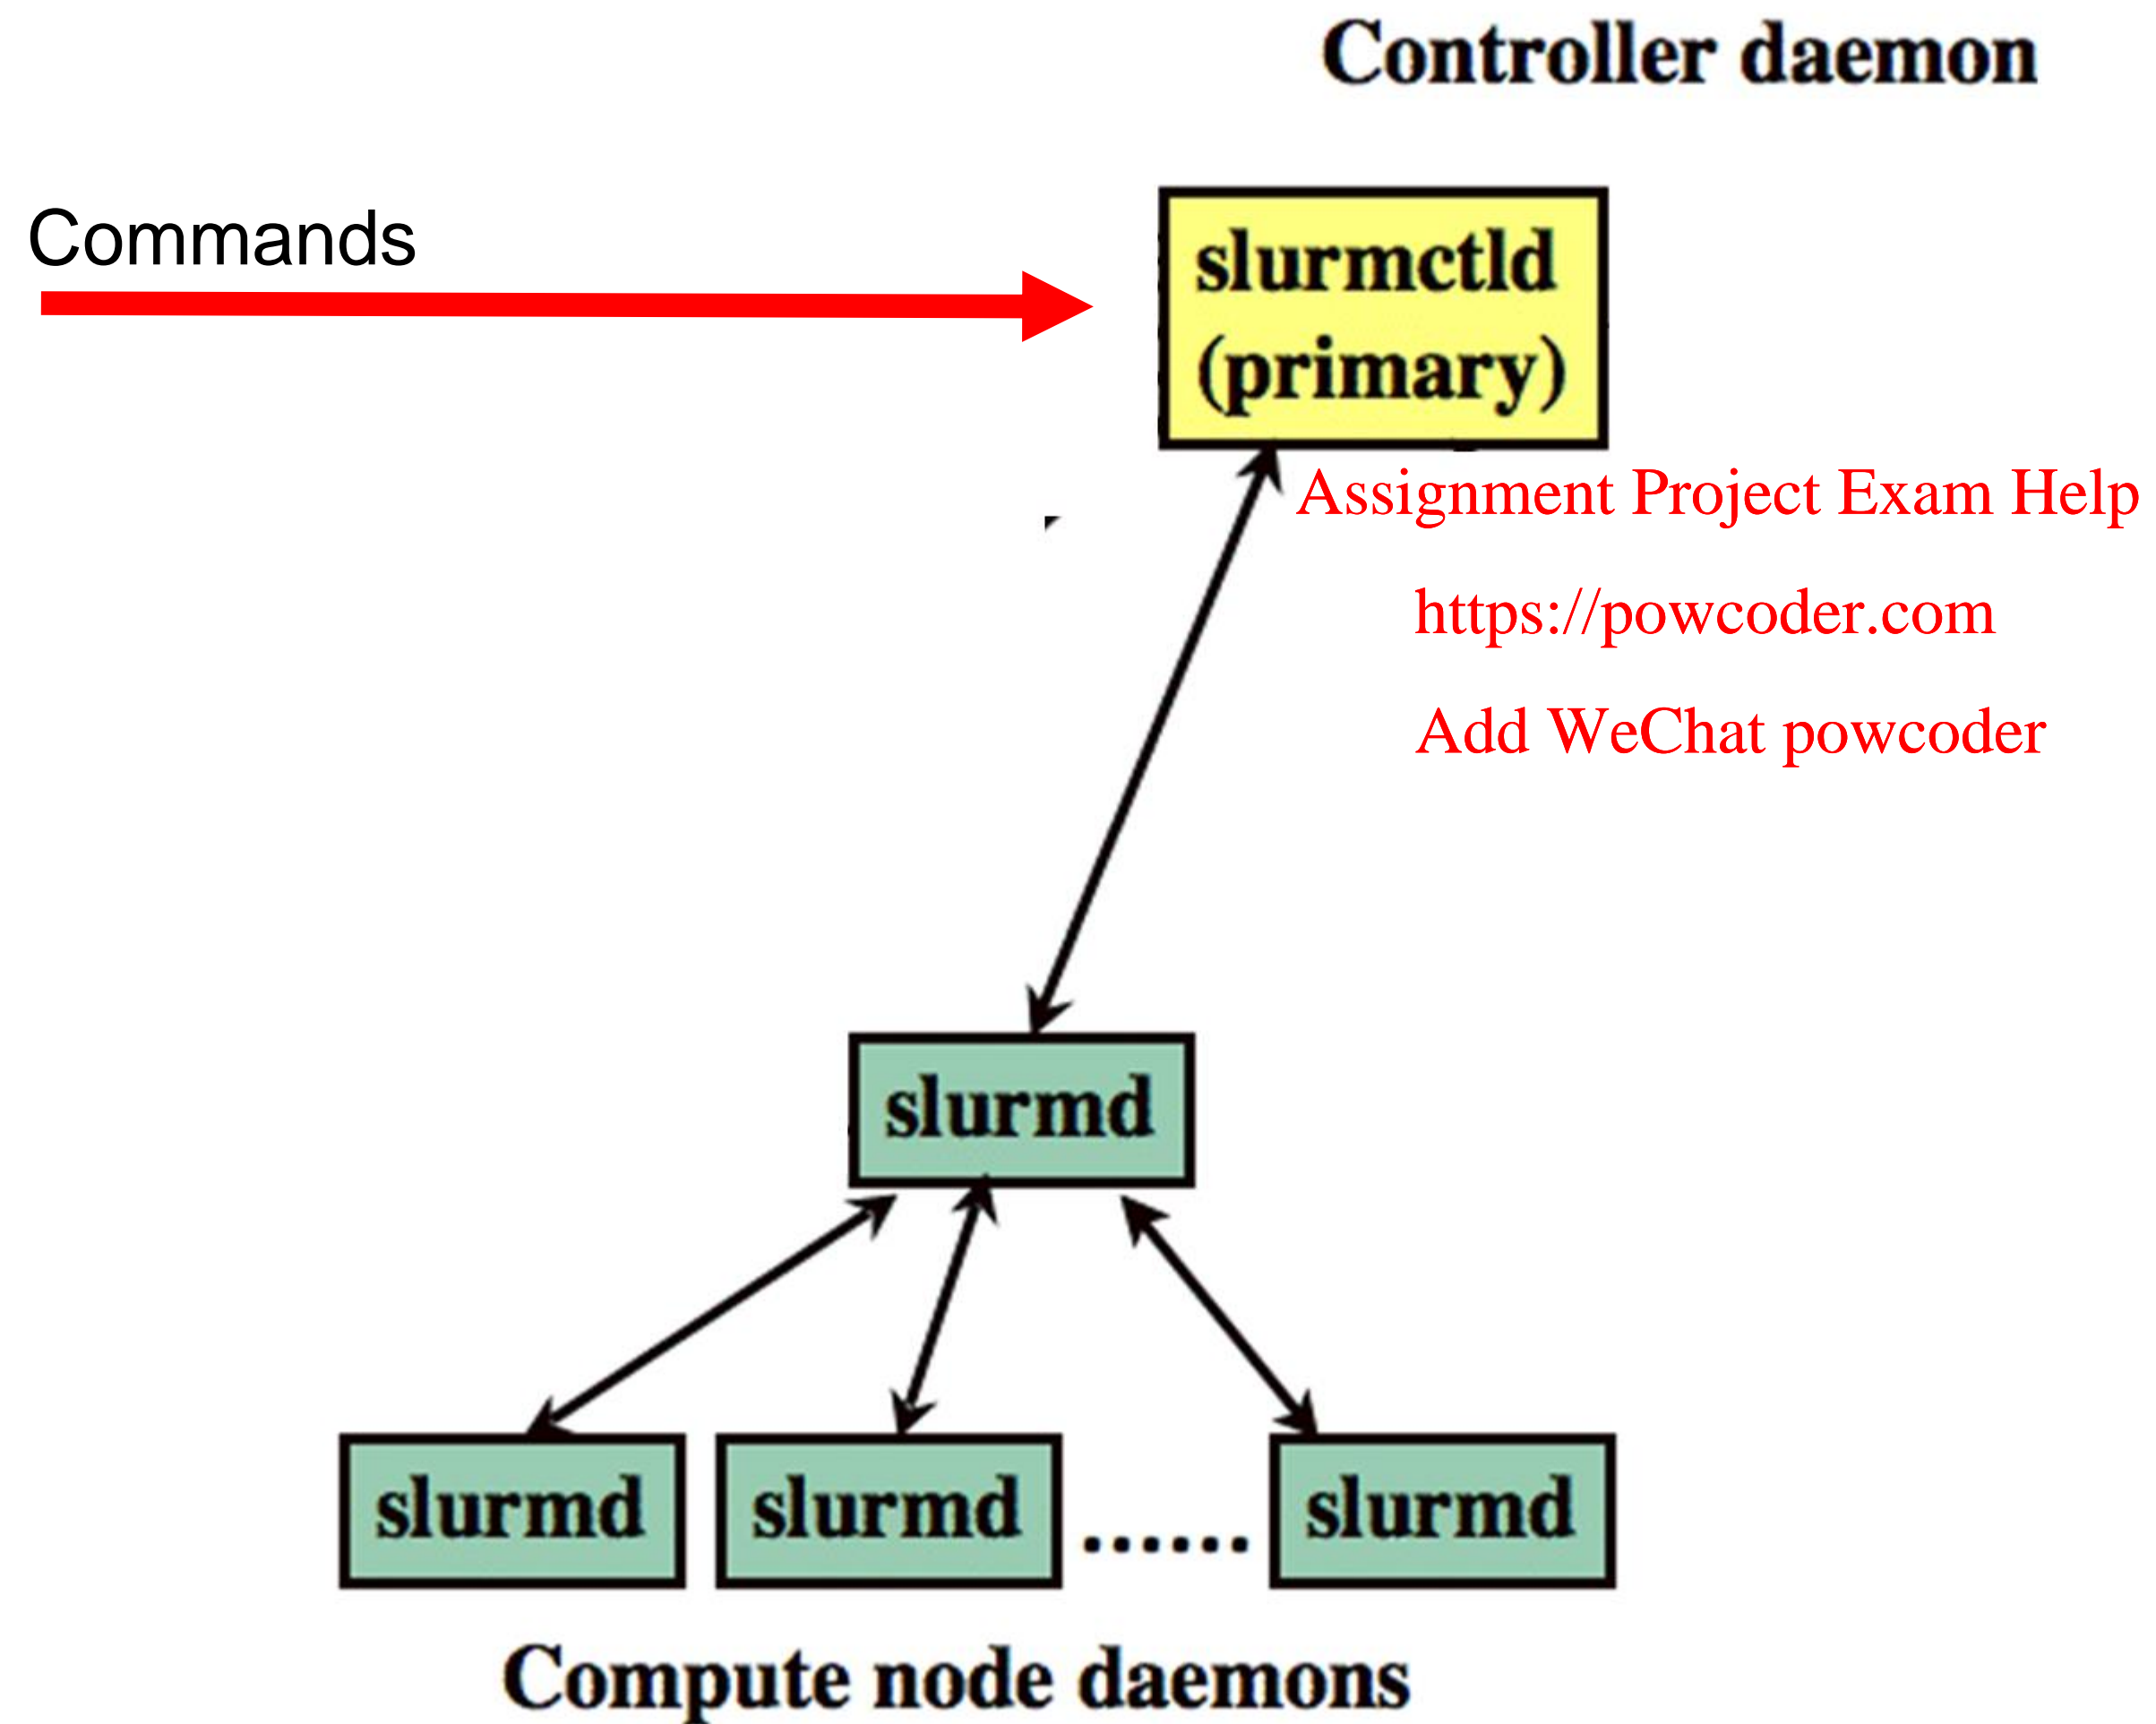 Controller daemon
Commands
slurmctld
(primary)
Assignment Project Exam Help
https://powcoder.com
Add WeChat powcoder
slurmd
slurmd slurmd ...... slurmd
Compute node daemons